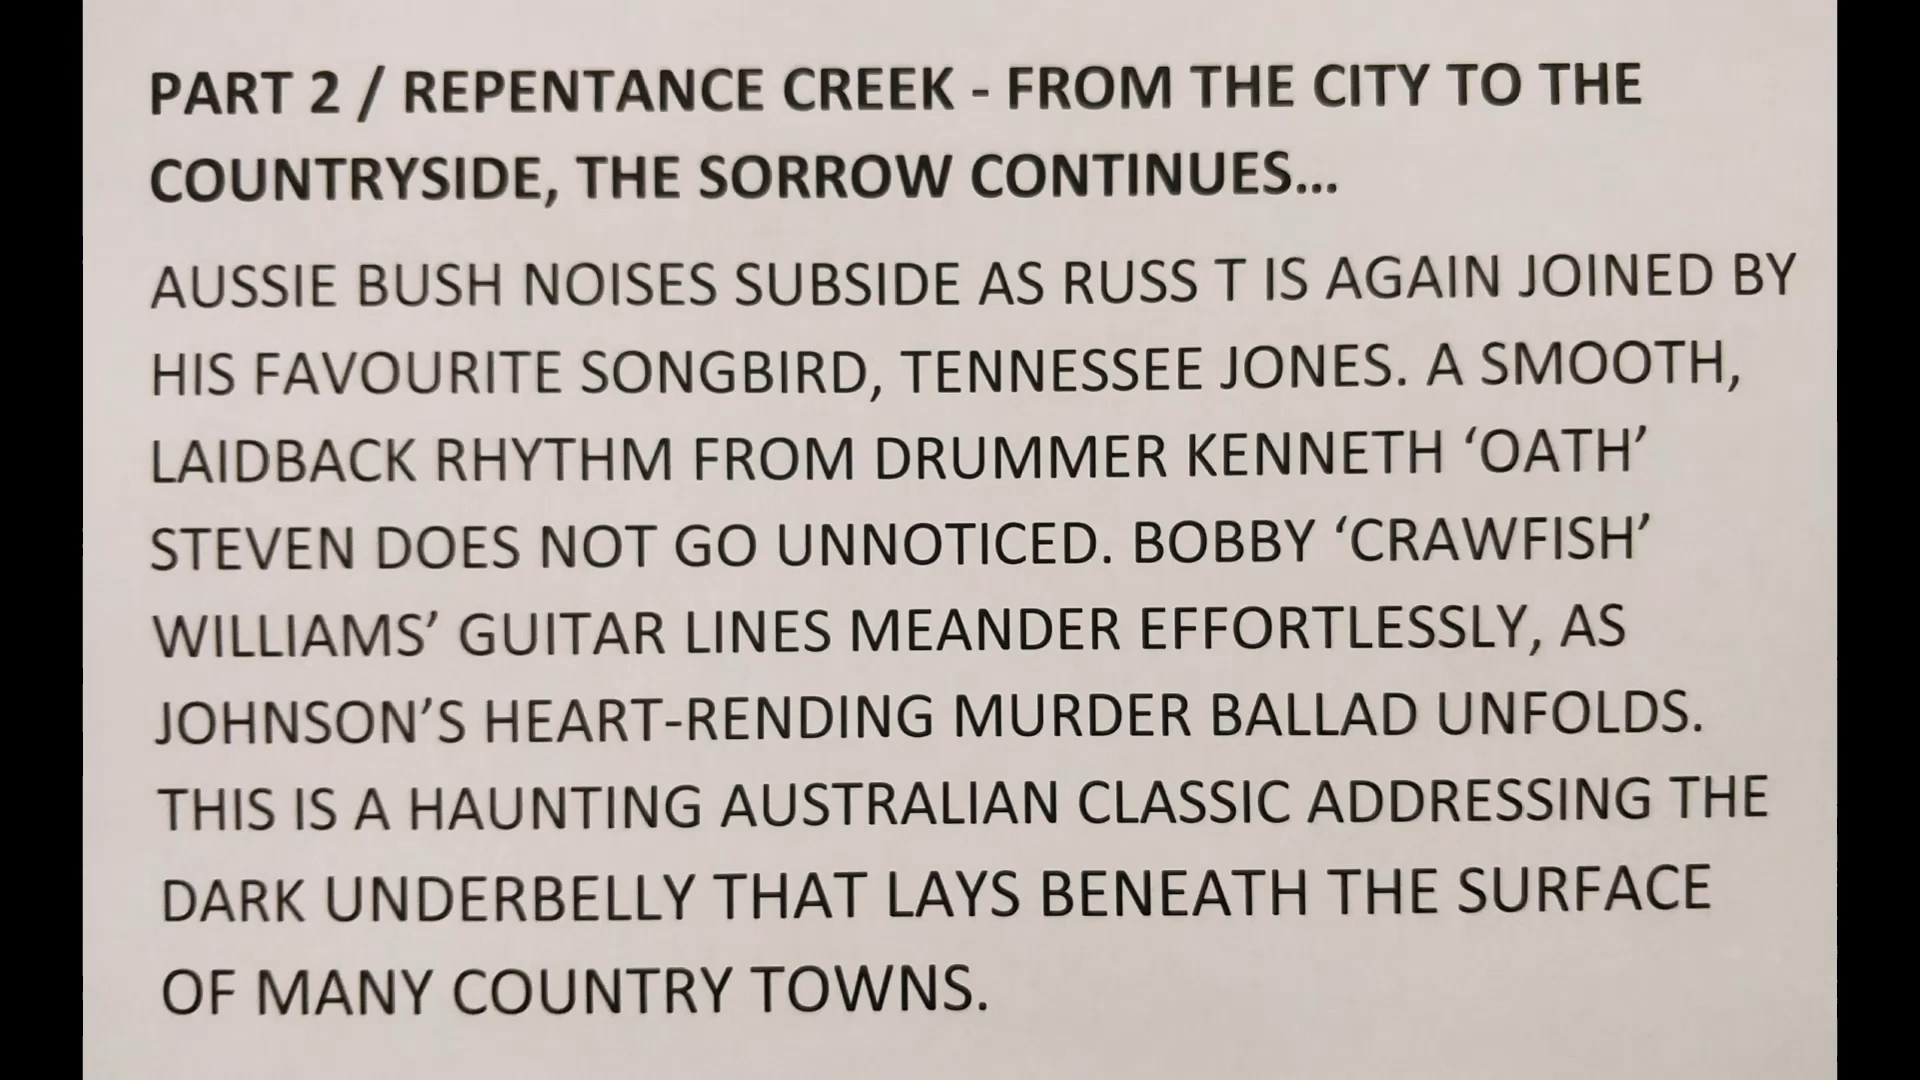 PART 2 / REPENTANCE CREEK - FROM THE CITY TO THE
COUNTRYSIDE, THE SORROW CONTINUES...
AUSSIE BUSH NOISES SUBSIDE AS RUSS T IS AGAIN JOINED BY
HIS FAVOURITE SONGBIRD, TENNESSEE JONES. A SMOOTH,
LAIDBACK RHYTHM FROM DRUMMER KENNETH ‘OATH’
STEVEN DOES NOT GO UNNOTICED. BOBBY ‘CRAWFISH’
WILLIAMS’ GUITAR LINES MEANDER EFFORTLESSLY, AS
JOHNSON’S HEART-RENDING MURDER BALLAD UNFOLDS.
THIS IS A HAUNTING AUSTRALIAN CLASSIC ADDRESSING THE
DARK UNDERBELLY THAT LAYS BENEATH THE SURFACE
OF MANY COUNTRY TOWNS.